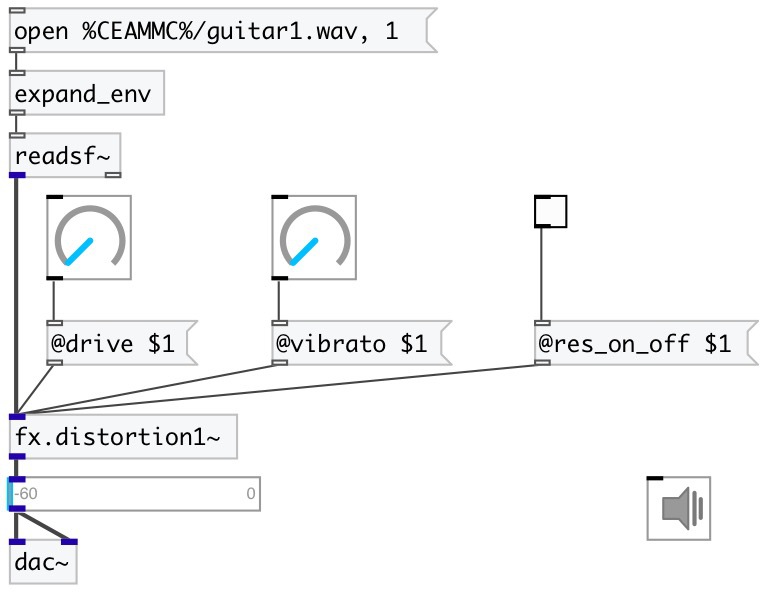 open %CEAMMC%/guitar1.wav, 1
expand_env
readsf~
@drive $1
@vibrato $1
@res_on_off $1
fx.distortion1~
-60
0
dac~